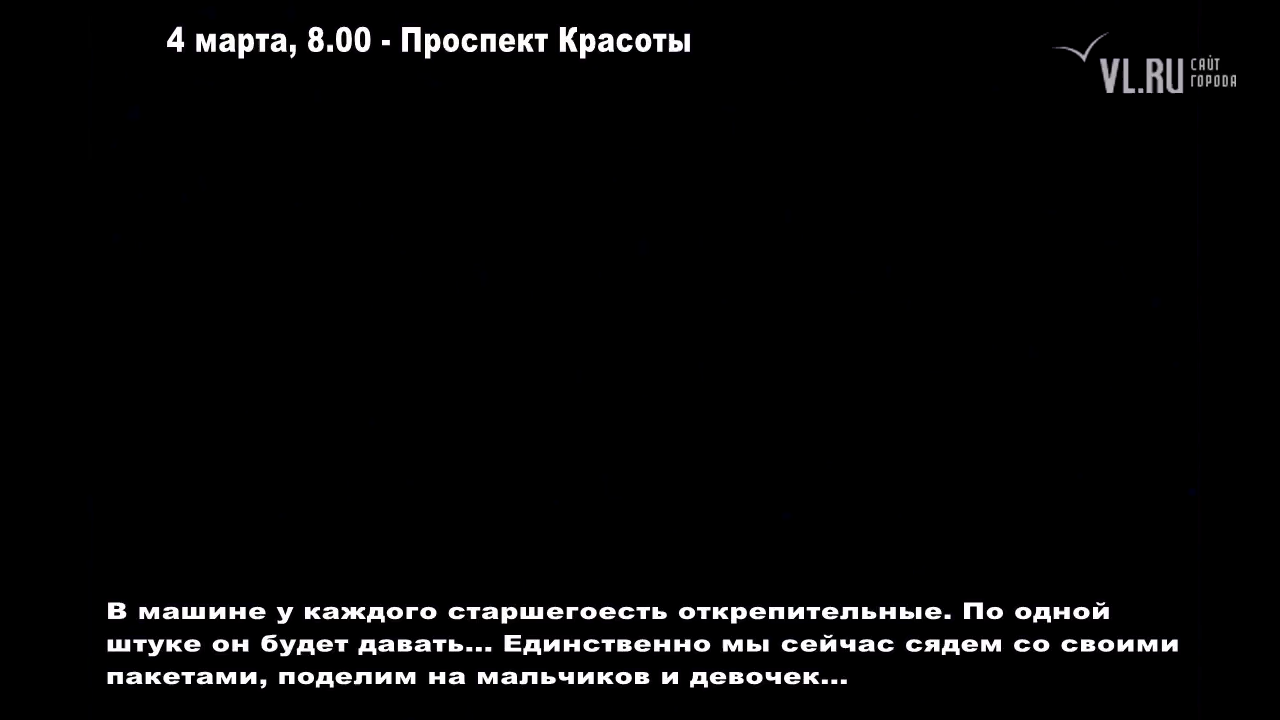 4 марта, 8.00 - Проспект Красоты
VL.RU САЙТ
ГОРОДА
В машине у каждого старшегоесть открепительные. По одной
штуке он будет давать... Единственно мы сейчас сядем со своими
пакетами, поделим на мальчиков и девочек...